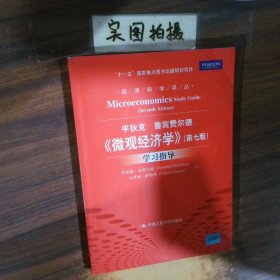 实图拍摄
PEARSON
"十一五"国家重点图书出版规划项目
经济科学译丛
Microeconomics Study Guide
(Seventh Edition)
平狄克 鲁宾费尔德
《微观经济学》(第七版)
学习指导
中国人民大学出版社